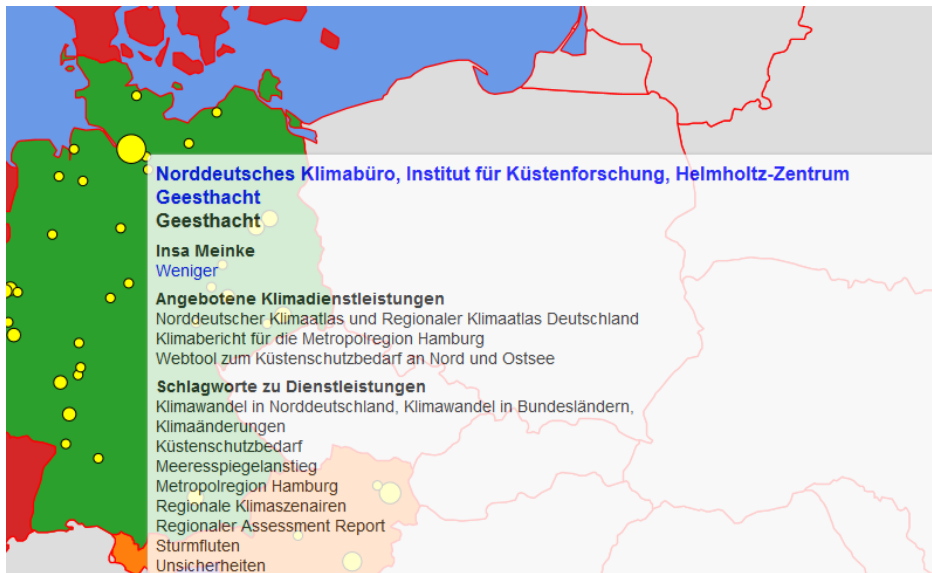 Norddeutsches Klimabüro, Institut für Küstenforschung, Helmholtz-Zentrum
Geesthacht
Geesthacht
Insa Meinke
Weniger
Angebotene Klimadienstleistungen
Norddeutscher Klimaatlas und Regionaler Klimaatlas Deutschland
Klimabericht für die Metropolregion Hamburg
Webtool zum Küstenschutzbedarf an Nord und Ostsee
Schlagworte zu Dienstleistungen
Klimawandel in Norddeutschland, Klimawandel in Bundesländern,
Klimaänderungen
Küstenschutzbedarf
Meeresspiegelanstieg
Metropolregion Hamburg
Regionale Klimaszenairen
Regionaler Assessment Report
Sturmfluten
Unsicherheiten